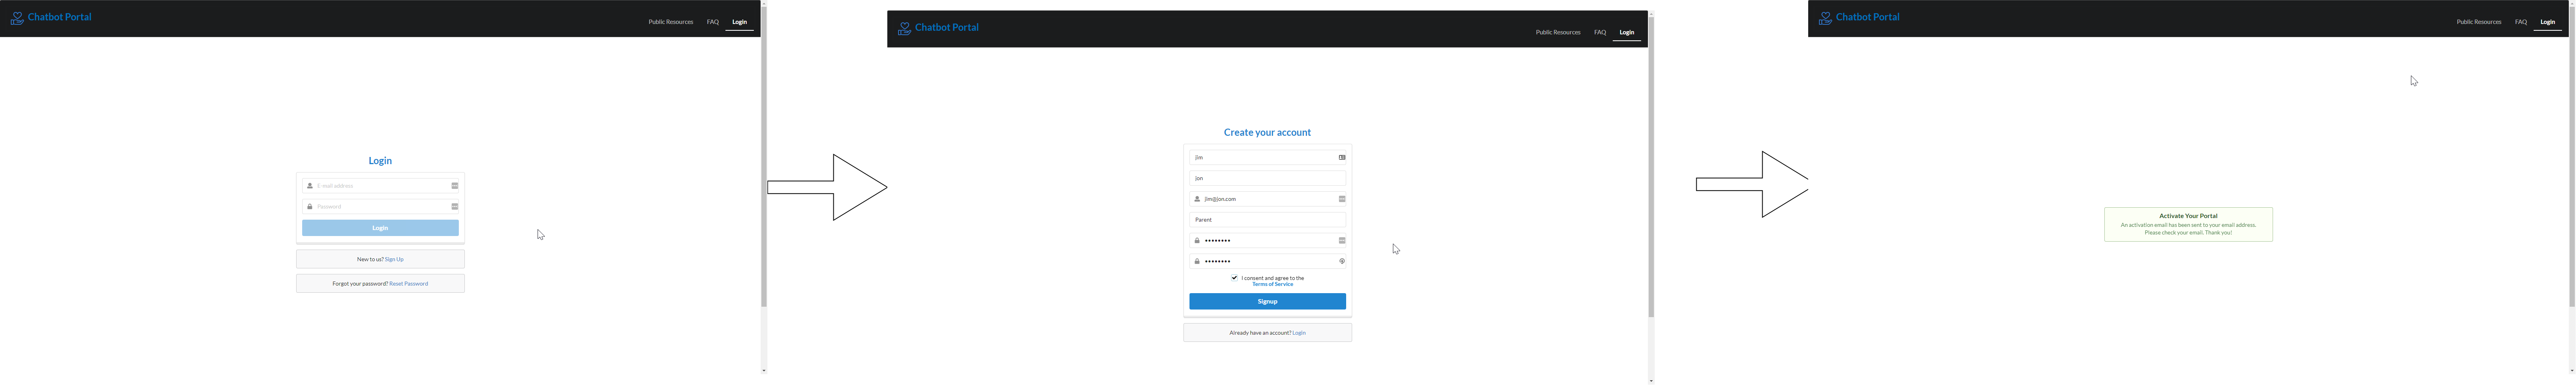 Chatbot Portal
Public Resources FAQ Login
Login
E-mail address
Password
Login
New to us? Sign Up
Forgot your password? Reset Password
Chatbot Portal
Public Resources FAQ Login
Create your account
jim
jon
jim@jon.com
Parent
I consent and agree to the
Terms of Service
Signup
Already have an account? Login
Chatbot Portal
Public Resources FAQ Login
Activate Your Portal
An activation email has been sent to your email address.
Please check your email. Thank you!